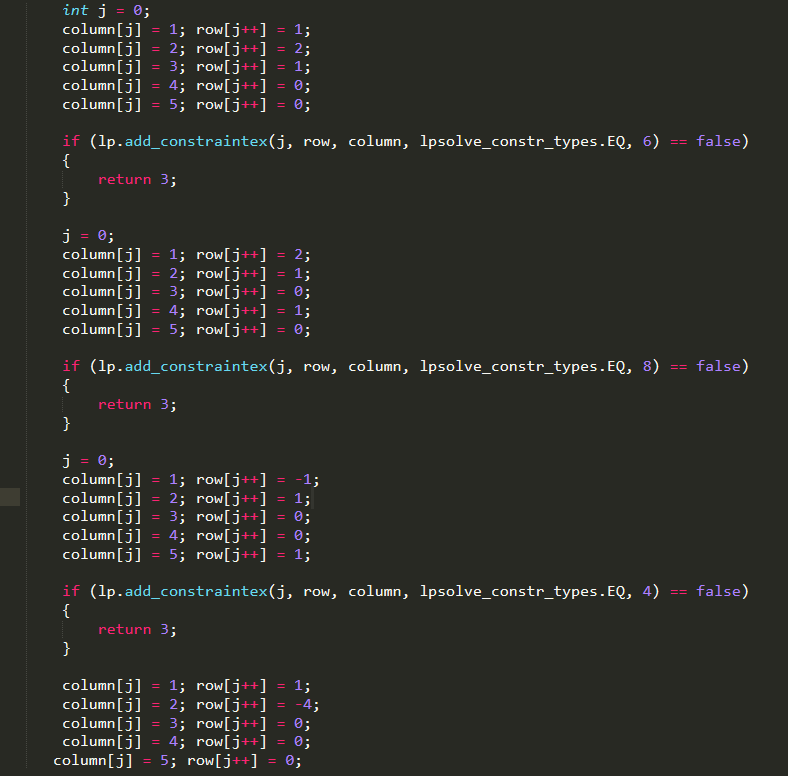 int j = 0;
column[j] = 1; row[j++] = 1;
column[j] = 2; row[j++] = 2;
column[j] = 3; row[j++] = 1;
column[j] = 4; row[j++] = 0;
column[j] = 5; row[j++] = 0;
if (lp.add_constraintex(j, row, column, lpsolve_constr_types.EQ, 6) == false)
{
return 3;
}
j = 0;
column[j] = 1; row[j++] = 2;
column[j] = 2; row[j++] = 1;
column[j] = 3; row[j++] = 0;
column[j] = 4; row[j++] = 1;
column[j] = 5; row[j++] = 0;
if (lp.add_constraintex(j, row, column, lpsolve_constr_types.EQ, 8) == false)
{
return 3;
}
j = 0;
column[j] = 1; row[j++] = -1;
column[j] = 2; row[j++] = 1;
column[j] = 3; row[j++] = 0;
column[j] = 4; row[j++] = 0;
column[j] = 5; row[j++] = 1;
if (lp.add_constraintex(j, row, column, lpsolve_constr_types.EQ, 4) == false)
{
return 3;
}
column[j] = 1; row[j++] = 1;
column[j] = 2; row[j++] = -4;
column[j] = 3; row[j++] = 0;
column[j] = 4; row[j++] = 0;
column[j] = 5; row[j++] = 0;